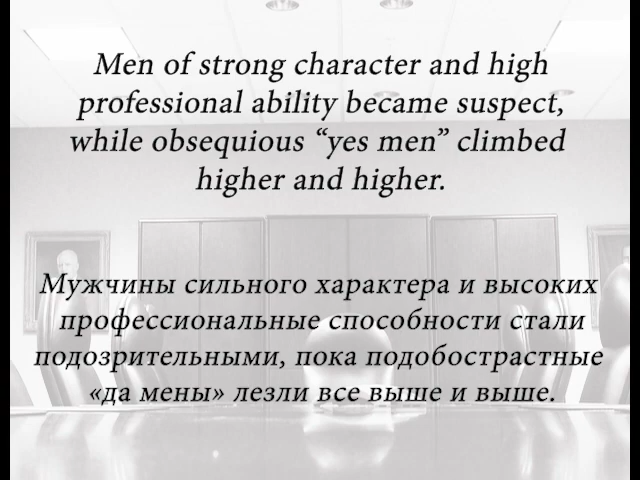 Men of strong character and high
professional ability became suspect,
while obsequious “yes men” climbed
higher and higher.
Мужчины сильного характера и высоких
профессиональные способности стали
подозрительными, пока подобострастные
«да мены» лезли все выше и выше.